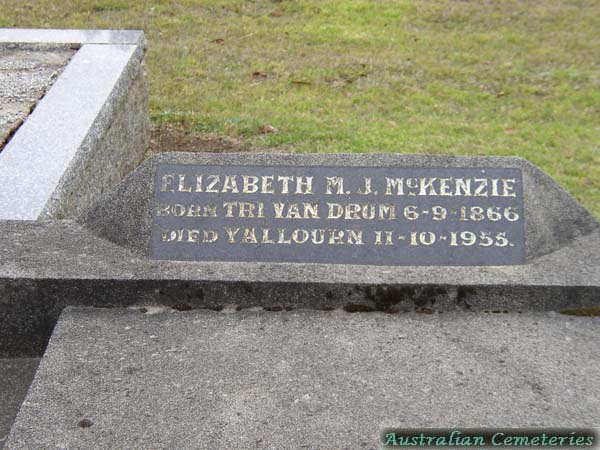 ELIZABETH M. J. McKENZIE
BORN TRI VAN DRUM 6-9-1866
DIED YALLOURN 11-10-1955.
Australian Cemeteries